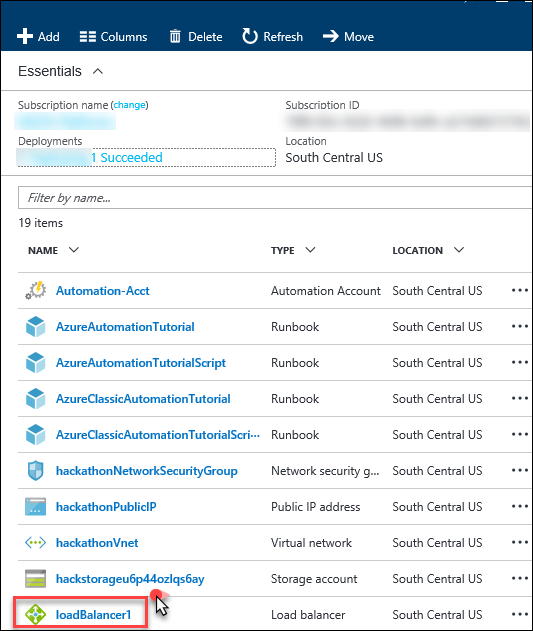 Add Columns Delete Refresh Move
Essentials
Subscription name (change) Subscription ID
Deployments Location
1 Succeeded South Central US
Filter by name...
19 items
NAME TYPE LOCATION
Automation-Acct Automation Account South Central US
AzureAutomationTutorial Runbook South Central US
AzureAutomationTutorialScript Runbook South Central US
AzureClassicAutomationTutorial Runbook South Central US
AzureClassicAutomationTutorialScri... Runbook South Central US
hackathonNetworkSecurityGroup Network security g... South Central US
hackathonPublicIP Public IP address South Central US
hackathonVnet Virtual network South Central US
hackstorageu6p44ozlqs6ay Storage account South Central US
loadBalancer1 Load balancer South Central US